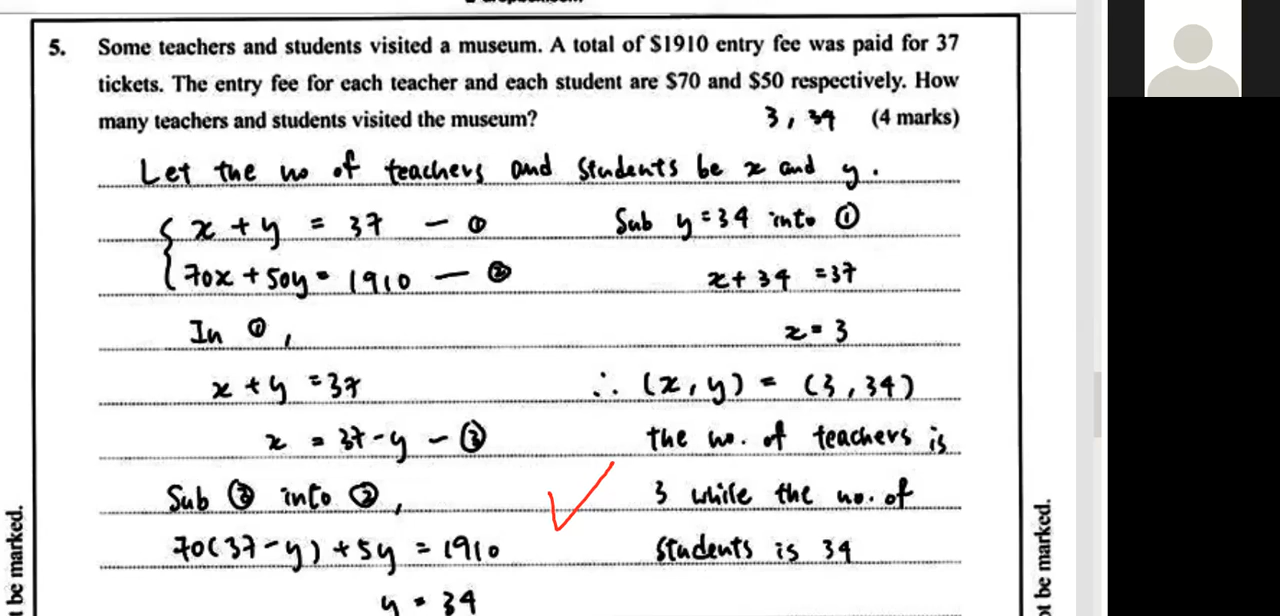 5. Some teachers and students visited a museum. A total of $1910 entry fee was paid for 37
tickets. The entry fee for each teacher and each student are $70 and $50 respectively. How
many teachers and students visited the museum? 3, 34 (4 marks)
Let the no of teachers and students be x and y.
x + y = 37 — ①
70x + 50y = 1910 — ②
In ①,
x + y = 37
x = 37 - y — ③
Sub ③ into ②,
70(37 - y) + 5y = 1910
y = 34
Sub y = 34 into ①
x + 34 = 37
x = 3
∴ (x, y) = (3, 34)
the no. of teachers is
3 while the no. of
students is 34
be marked.
be marked.